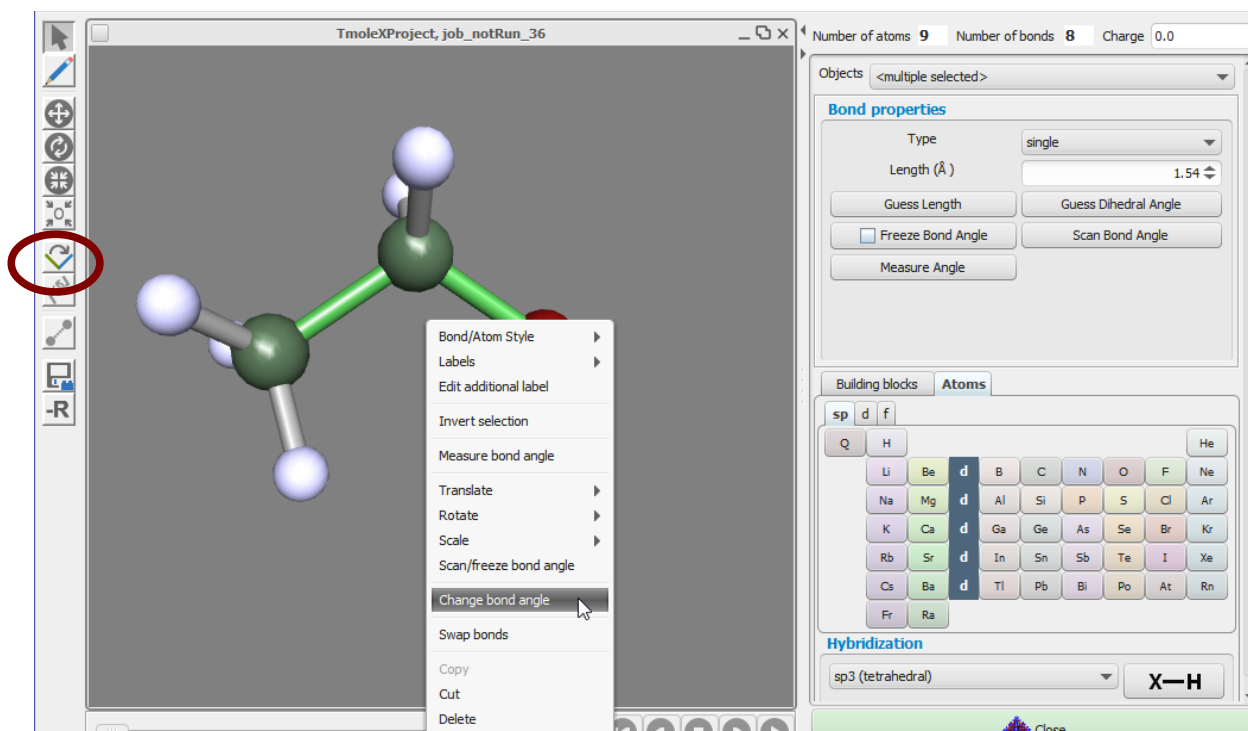 TmoleXProject, job_notRun_36
Number of atoms 9 Number of bonds 8 Charge 0.0
Objects <multiple selected>
Bond properties
Type single
Length (Å ) 1.54
Guess Length Guess Dihedral Angle
Freeze Bond Angle Scan Bond Angle
Measure Angle
-R
Bond/Atom Style
Labels
Edit additional label
Invert selection
Measure bond angle
Translate
Rotate
Scale
Scan/freeze bond angle
Change bond angle
Swap bonds
Copy
Cut
Delete
Building blocks Atoms
sp d f
Q H He
Li Be d B C N O F Ne
Na Mg d Al Si P S Cl Ar
K Ca d Ga Ge As Se Br Kr
Rb Sr d In Sn Sb Te I Xe
Cs Ba d Tl Pb Bi Po At Rn
Fr Ra
Hybridization
sp3 (tetrahedral) X—H
Close